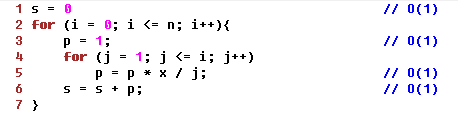 1 s = 0 // O(1)
2 for (i = 0; i <= n; i++){
3 p = 1; // O(1)
4 for (j = 1; j <= i; j++)
5 p = p * x / j; // O(1)
6 s = s + p; // O(1)
7 }